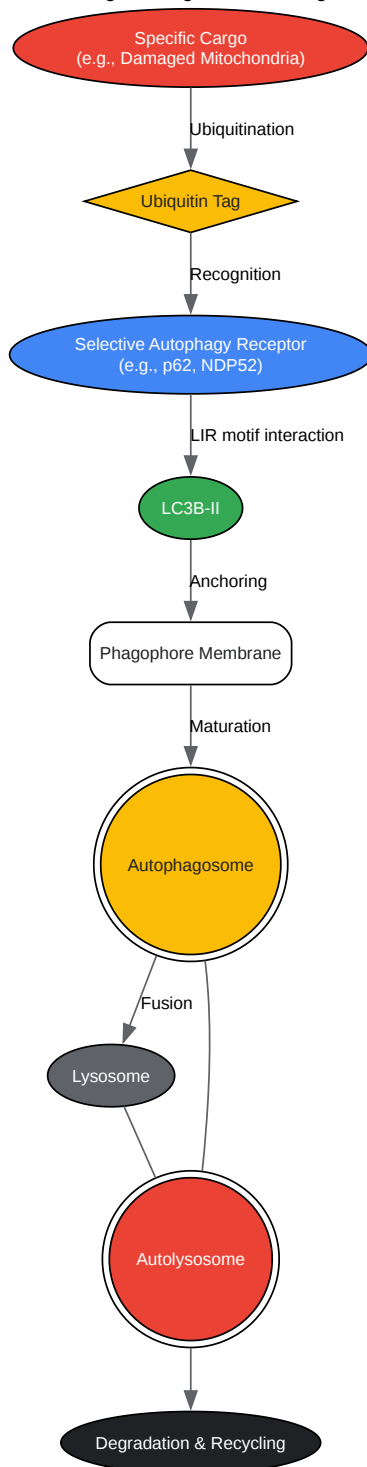 Specific Cargo
(e.g., Damaged Mitochondria)
Ubiquitination
Ubiquitin Tag
Recognition
Selective Autophagy Receptor
(e.g., p62, NDP52)
LIR motif interaction
LC3B-II
Anchoring
Phagophore Membrane
Maturation
Autophagosome
Fusion
Lysosome
Autolysosome
Degradation & Recycling